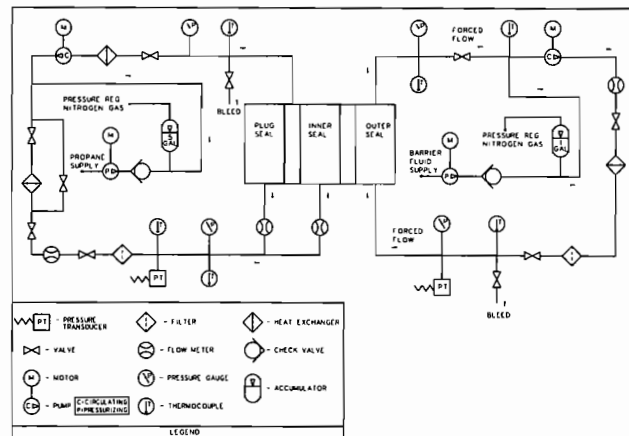 M
P
T
FORCED
FLOW
P
T
M
C
C
T
PRESSURE REG
NITROGEN GAS
BLEED
5
GAL
PLUG
SEAL
INNER
SEAL
OUTER
SEAL
PRESSURE REG
NITROGEN GAS
1
GAL
M
PROPANE
SUPPLY
P
BARRIER
FLUID
SUPPLY
M
P
T
P
FORCED
FLOW
P
T
PT
T
PT
BLEED
PT - PRESSURE
TRANSDUCER
- FILTER
- HEAT EXCHANGER
- VALVE
- FLOW METER
- CHECK VALVE
M - MOTOR
P - PRESSURE GAUGE
- ACCUMULATOR
C - PUMP
C-CIRCULATING
P-PRESSURIZING
T - THERMOCOUPLE
LEGEND